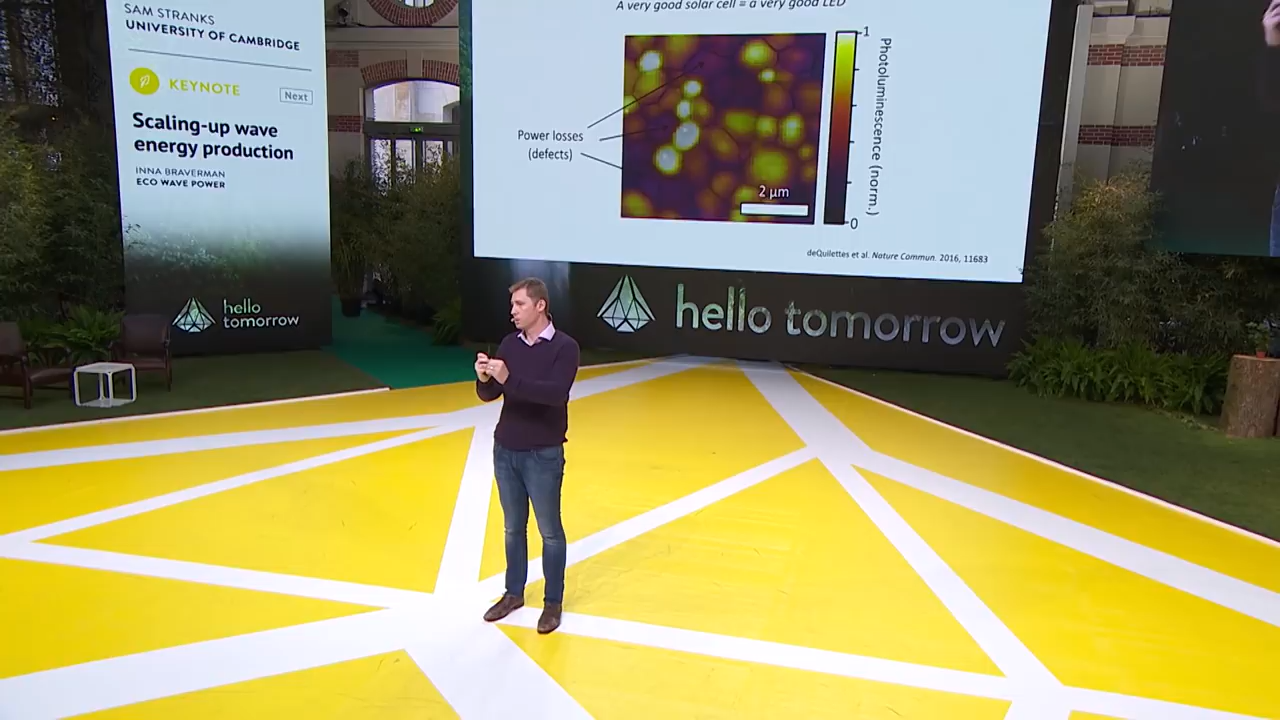 SAM STRANKS
UNIVERSITY OF CAMBRIDGE
KEYNOTE
Next
Scaling-up wave
energy production
INNA BRAVERMAN
ECO WAVE POWER
hello
tomorrow
A very good solar cell = a very good LED
Power losses
(defects)
2 µm
1
0
Photoluminescence (norm.)
deQuilettes et al. Nature Commun. 2016, 11683
hello tomorrow